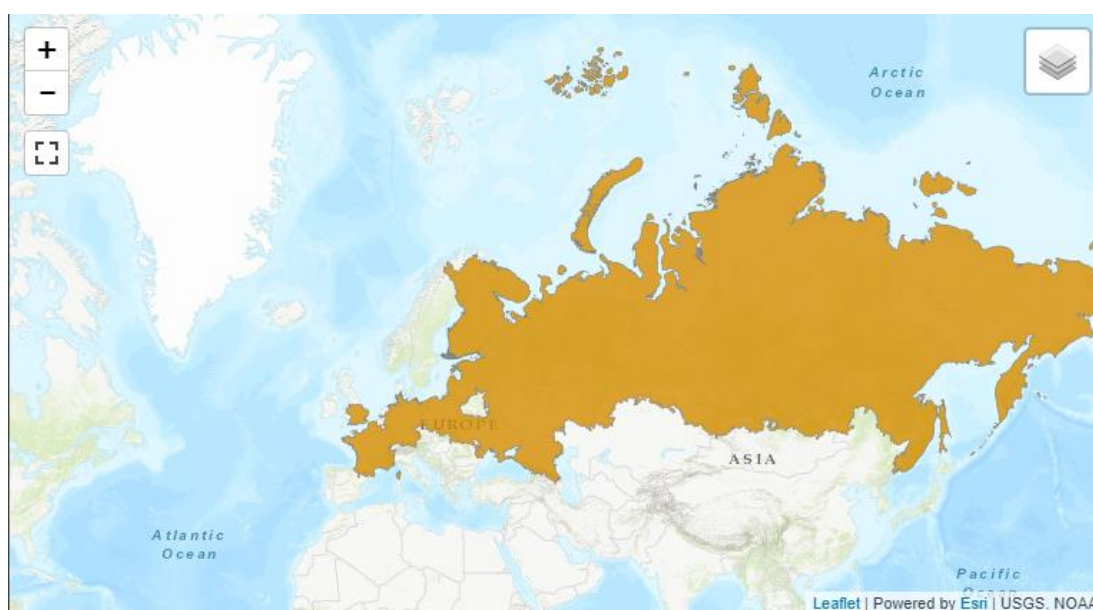 +
Arctic
Ocean
−
EUROPE
ASIA
Atlantic
Ocean
Pacific
Leaflet | Powered by Esri | USGS, NOAA